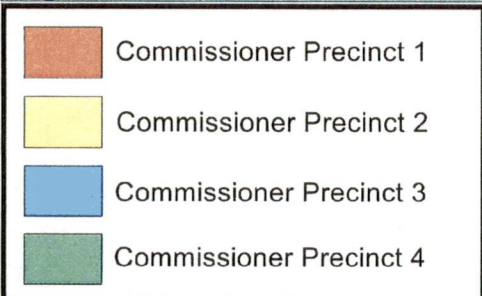 Commissioner Precinct 1
Commissioner Precinct 2
Commissioner Precinct 3
Commissioner Precinct 4